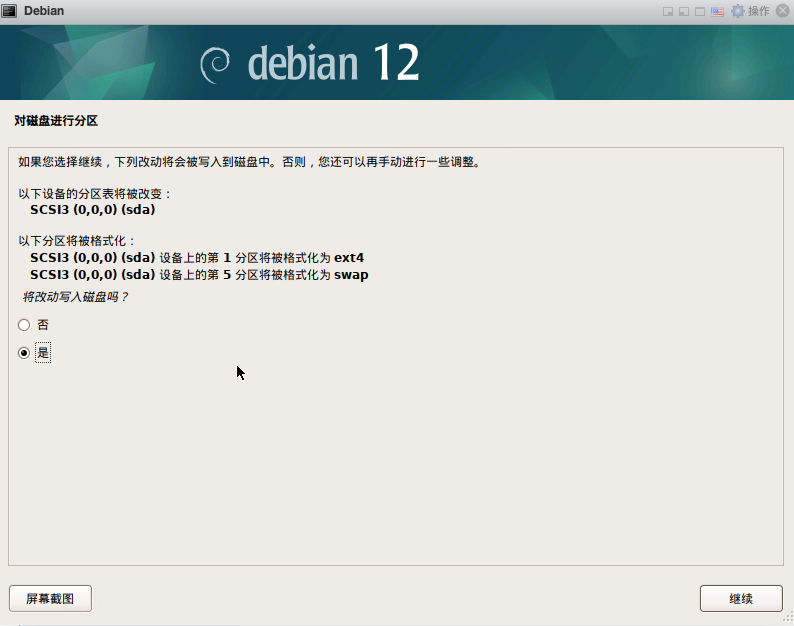 Debian
操作
debian 12
对磁盘进行分区
如果您选择继续，下列改动将会被写入到磁盘中。否则，您还可以再手动进行一些调整。
以下设备的分区表将被改变：
SCSI3 (0,0,0) (sda)
以下分区将被格式化：
SCSI3 (0,0,0) (sda) 设备上的第 1 分区将被格式化为 ext4
SCSI3 (0,0,0) (sda) 设备上的第 5 分区将被格式化为 swap
将改动写入磁盘吗？
否
是
屏幕截图
继续